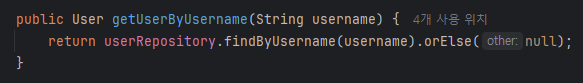 public User getUserByUsername(String username) { 4개 사용 위치
return userRepository.findByUsername(username).orElse( other: null);
}